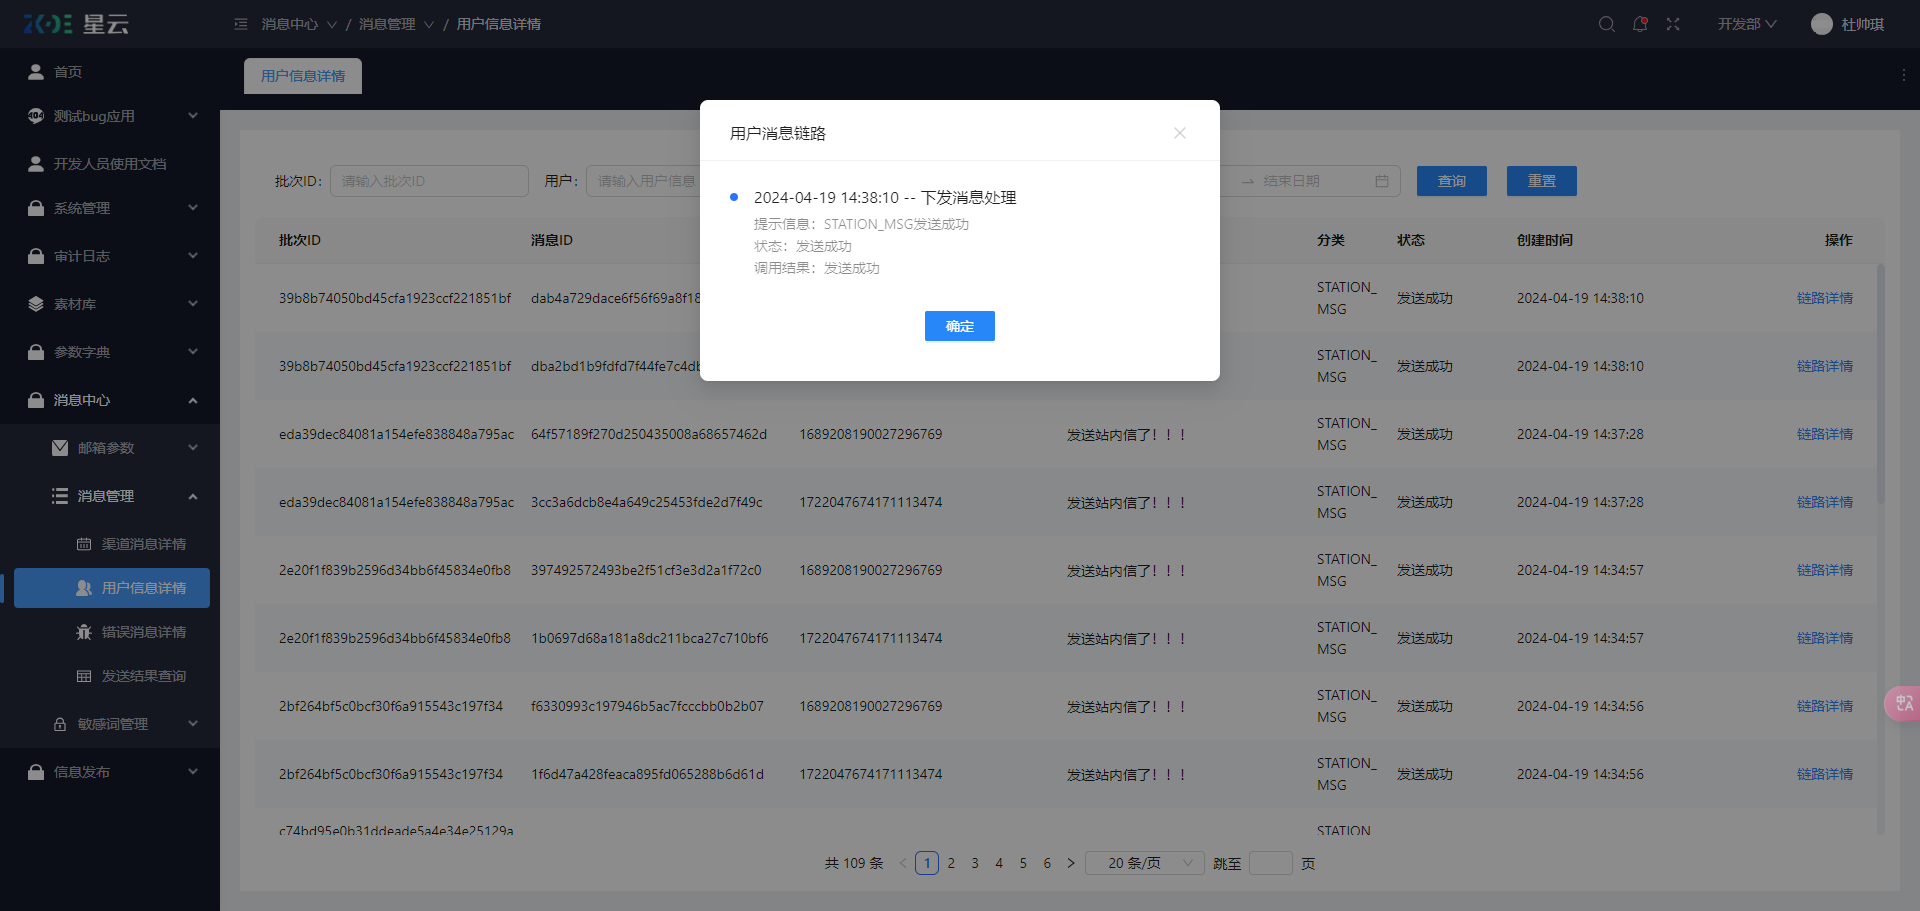 星云
消息中心 / 消息管理 / 用户信息详情
开发部
杜帅琪
首页
测试bug应用
开发人员使用文档
系统管理
审计日志
素材库
参数字典
消息中心
邮箱参数
消息管理
渠道消息详情
用户信息详情
错误消息详情
发送结果查询
敏感词管理
信息发布
用户信息详情
用户消息链路
2024-04-19 14:38:10 -- 下发消息处理
提示信息：STATION_MSG发送成功
状态：发送成功
调用结果：发送成功
确定
批次ID： 请输入批次ID 用户： 请输入用户信息 → 结束日期 查询 重置
批次ID 消息ID 分类 状态 创建时间 操作
39b8b74050bd45cfa1923ccf221851bf dab4a729dace6f56f69a8f18 STATION_MSG 发送成功 2024-04-19 14:38:10 链路详情
39b8b74050bd45cfa1923ccf221851bf dba2bd1b9fdfd7f44fe7c4db STATION_MSG 发送成功 2024-04-19 14:38:10 链路详情
eda39dec84081a154efe838848a795ac 64f57189f270d250435008a68657462d 1689208190027296769 发送站内信了！！！ STATION_MSG 发送成功 2024-04-19 14:37:28 链路详情
eda39dec84081a154efe838848a795ac 3cc3a6dcb8e4a649c25453fde2d7f49c 1722047674171113474 发送站内信了！！！ STATION_MSG 发送成功 2024-04-19 14:37:28 链路详情
2e20f1f839b2596d34bb6f45834e0fb8 397492572493be2f51cf3e3d2a1f72c0 1689208190027296769 发送站内信了！！！ STATION_MSG 发送成功 2024-04-19 14:34:57 链路详情
2e20f1f839b2596d34bb6f45834e0fb8 1b0697d68a181a8dc211bca27c710bf6 1722047674171113474 发送站内信了！！！ STATION_MSG 发送成功 2024-04-19 14:34:57 链路详情
2bf264bf5c0bcf30f6a915543c197f34 f6330993c197946b5ac7fcccbb0b2b07 1689208190027296769 发送站内信了！！！ STATION_MSG 发送成功 2024-04-19 14:34:56 链路详情
2bf264bf5c0bcf30f6a915543c197f34 1f6d47a428feaca895fd065288b6d61d 1722047674171113474 发送站内信了！！！ STATION_MSG 发送成功 2024-04-19 14:34:56 链路详情
c74bd95e0b31ddeade5a4e34e25129a STATION
共 109 条 < 1 2 3 4 5 6 > 20 条/页 跳至 页